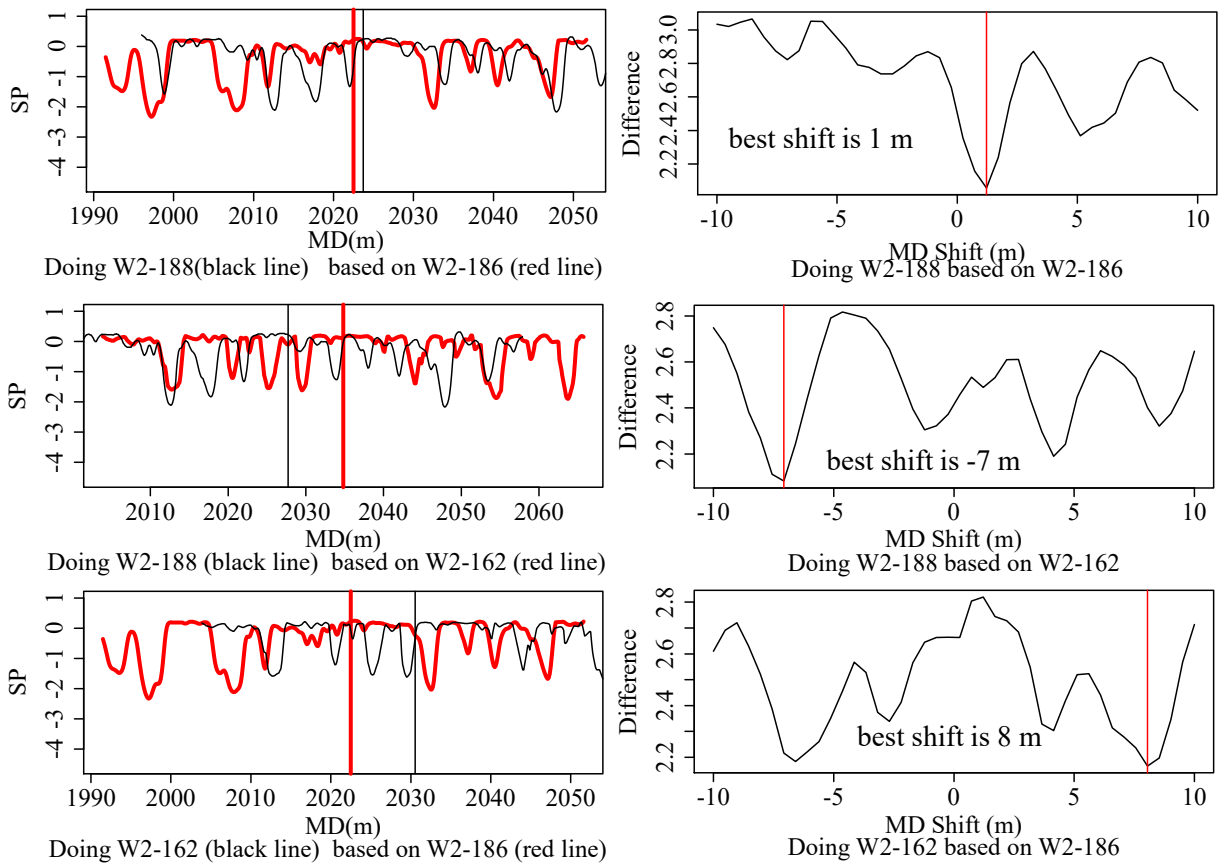 1
0
-1
-2
-3
-4
SP
1990 2000 2010 2020 2030 2040 2050
MD(m)
Doing W2-188(black line) based on W2-186 (red line)
3.0
2.8
2.6
2.4
2.2
Difference
best shift is 1 m
-10 -5 0 5 10
MD Shift (m)
Doing W2-188 based on W2-186
1
0
-1
-2
-3
-4
SP
2010 2020 2030 2040 2050 2060
MD(m)
Doing W2-188 (black line) based on W2-162 (red line)
2.8
2.6
2.4
2.2
Difference
best shift is -7 m
-10 -5 0 5 10
MD Shift (m)
Doing W2-188 based on W2-162
1
0
-1
-2
-3
-4
SP
1990 2000 2010 2020 2030 2040 2050
MD(m)
Doing W2-162 (black line) based on W2-186 (red line)
2.8
2.6
2.4
2.2
Difference
best shift is 8 m
-10 -5 0 5 10
MD Shift (m)
Doing W2-162 based on W2-186